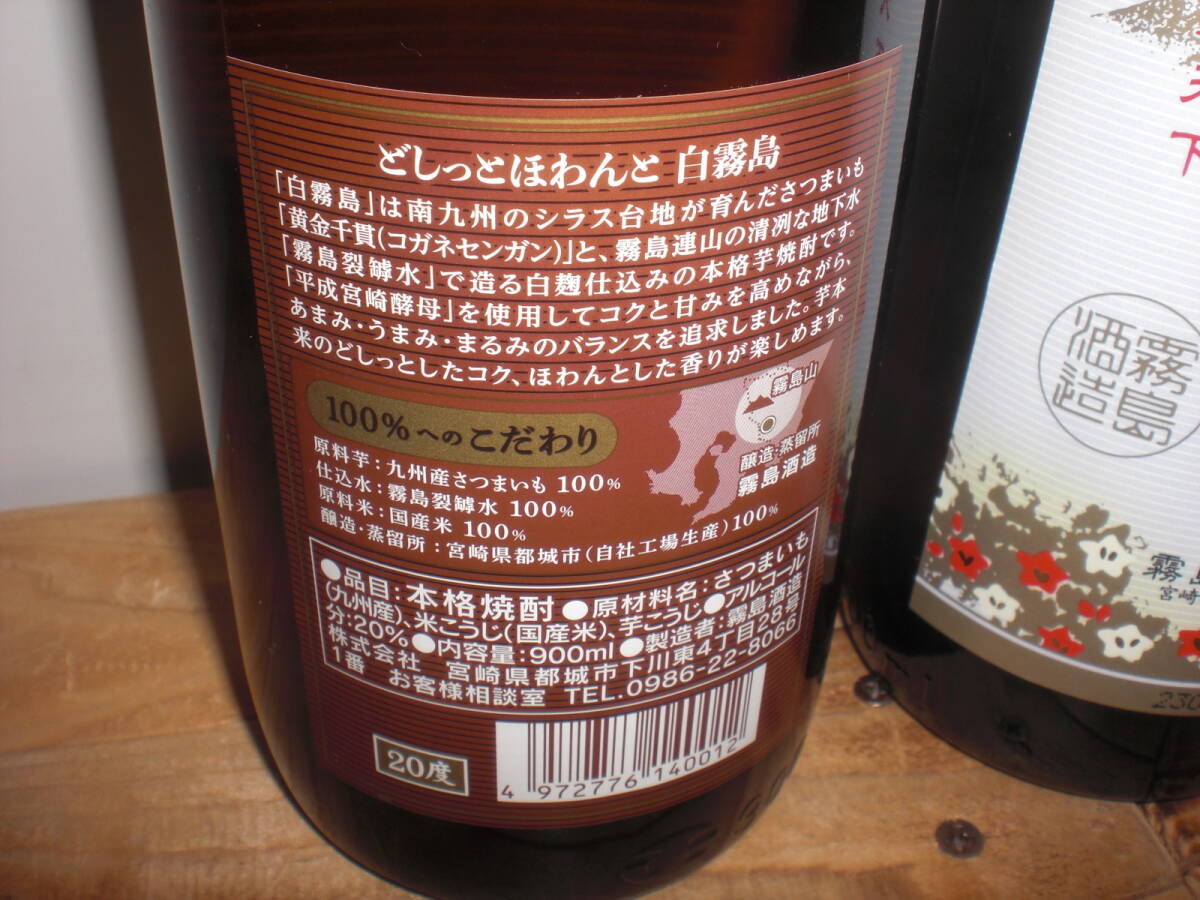 どしっとほわんと 白霧島
「白霧島」は南九州のシラス台地が育んださつまいも
「黄金千貫(コガネセンガン)」と、霧島連山の清冽な地下水
「霧島裂罅水」で造る白麹仕込みの本格芋焼酎です。
「平成宮崎酵母」を使用してコクと甘みを高めながら、
あまみ・うまみ・まるみのバランスを追求しました。芋本
来のどしっとしたコク、ほわんとした香りが楽しめます。
100%へのこだわり
原料芋:九州産さつまいも 100%
仕込水:霧島裂罅水 100%
原料米:国産米 100%
醸造・蒸留所:宮崎県都城市(自社工場生産)100%
霧島山
醸造・蒸留所
霧島酒造
●品目:本格焼酎●原材料名:さつまいも
(九州産)、米こうじ(国産米)、芋こうじ●アルコール
分:20%●内容量:900ml●製造者:霧島酒造
株式会社 宮崎県都城市下川東4丁目28号
1番 お客様相談室 TEL.0986-22-8066
20度
4 972776 140012
下
霧島
酒造
霧
宮崎
230